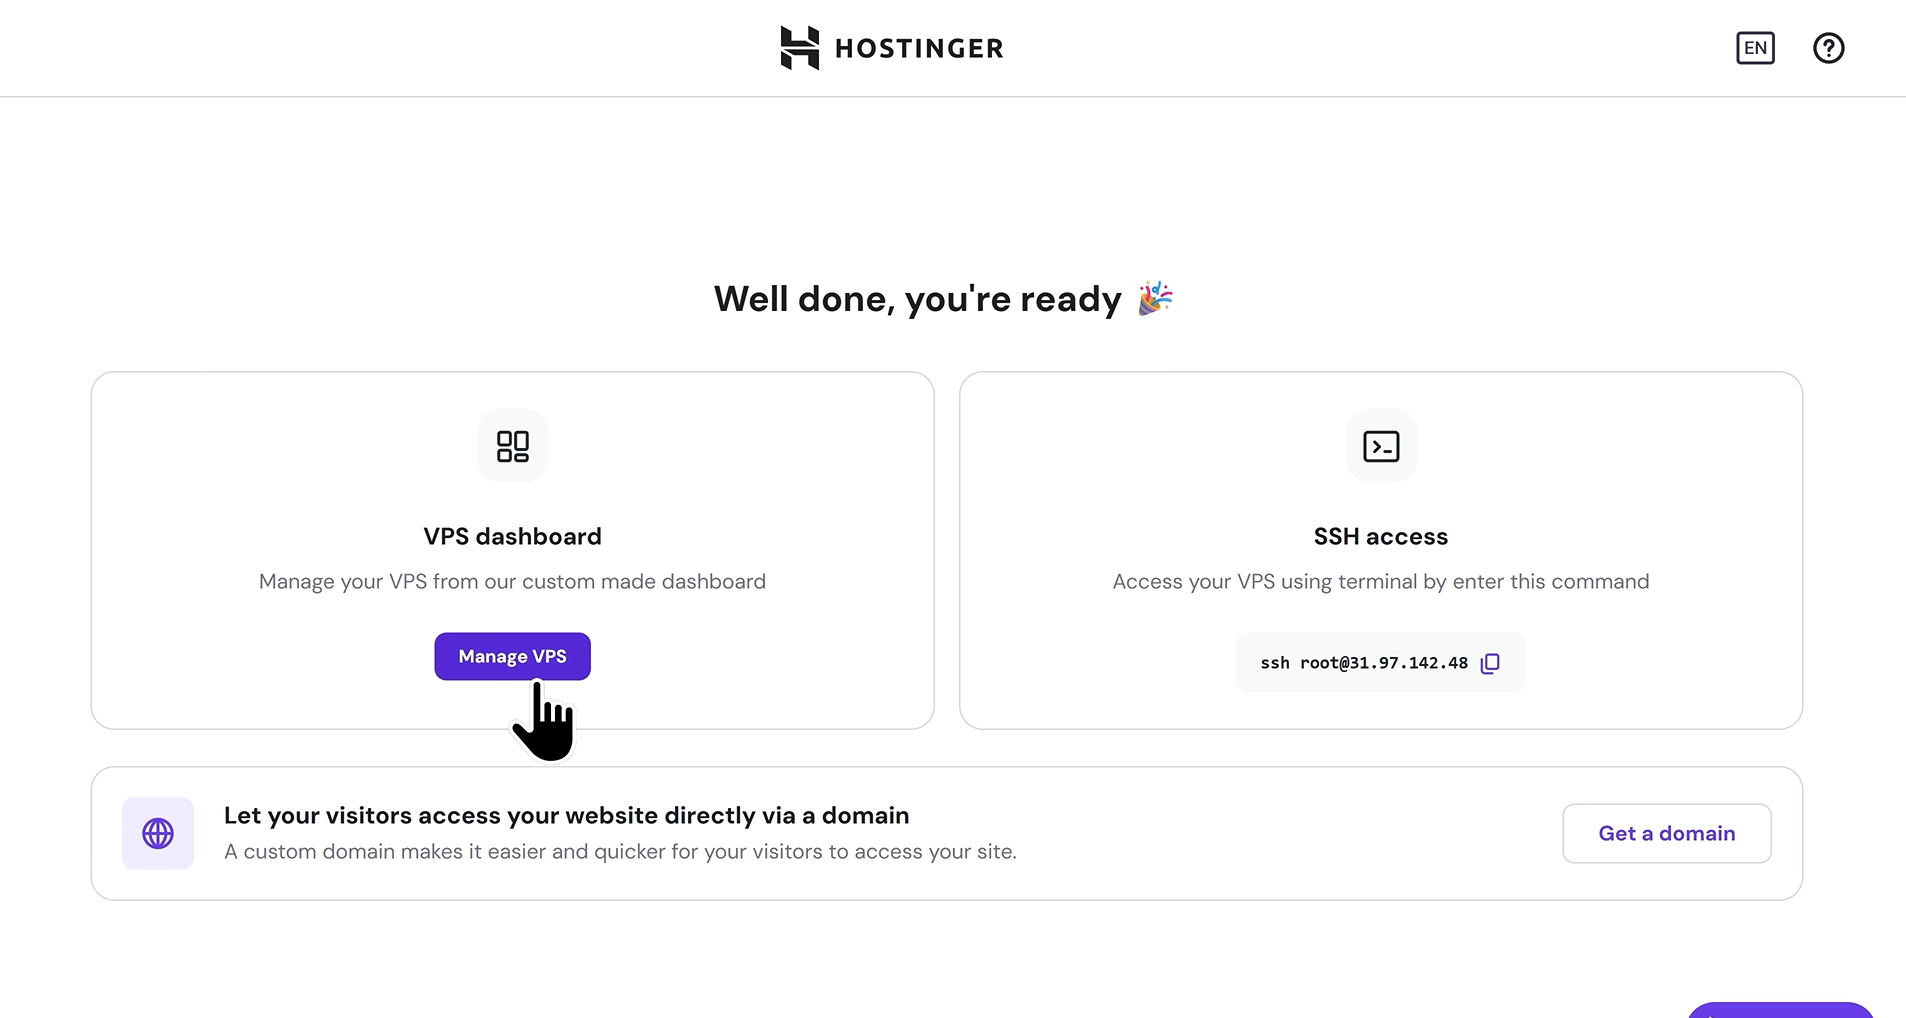 HOSTINGER
EN
Well done, you're ready
VPS dashboard
Manage your VPS from our custom made dashboard
Manage VPS
SSH access
Access your VPS using terminal by enter this command
ssh root@31.97.142.48
Let your visitors access your website directly via a domain
A custom domain makes it easier and quicker for your visitors to access your site.
Get a domain